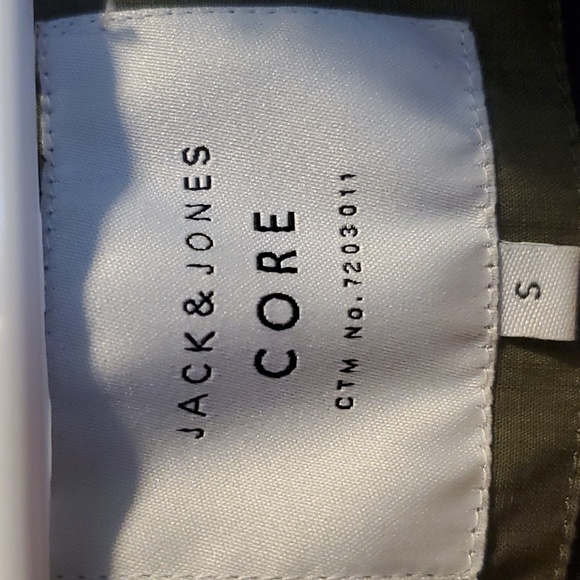 JACK & JONES
CORE
CTM No. 7203011
S